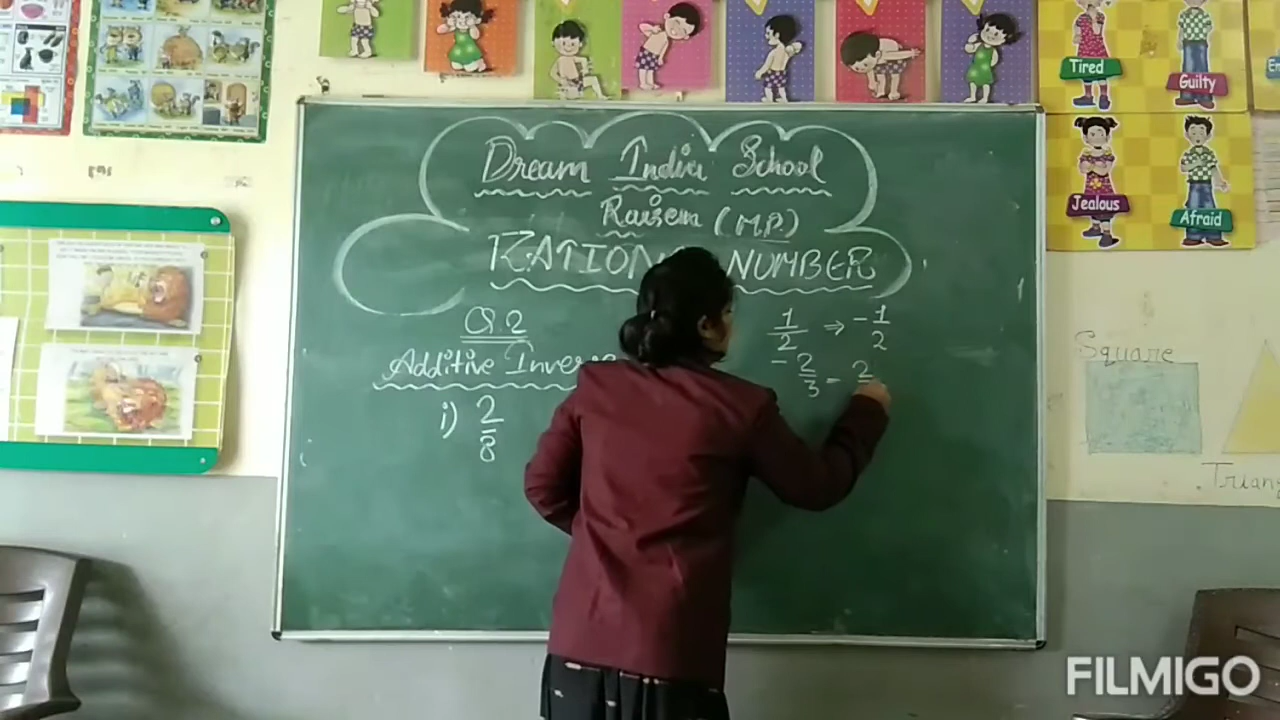 Tired
Guilty
Jealous
Afraid
Dream India School
Raisen (M.P.)
RATION NUMBER
Q.2
Additive Inverse
i) 2/8
1/2 ⇒ -1/2
-2/3 = 2
Square
Triang
FILMIGO